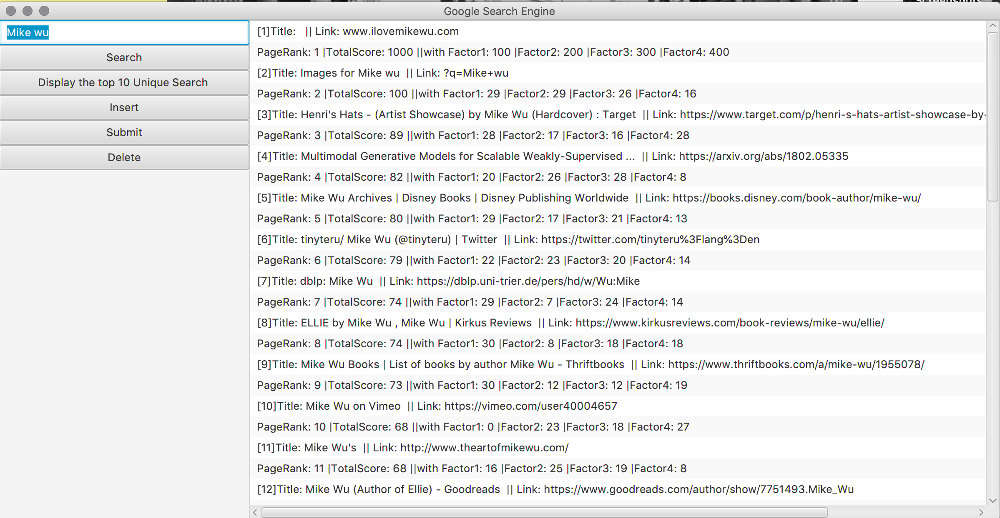 Google Search Engine
Mike wu
Search
Display the top 10 Unique Search
Insert
Submit
Delete
[1]Title:   || Link: www.ilovemikewu.com
PageRank: 1 |TotalScore: 1000 ||with Factor1: 100 |Factor2: 200 |Factor3: 300 |Factor4: 400
[2]Title: Images for Mike wu  || Link: ?q=Mike+wu
PageRank: 2 |TotalScore: 100 ||with Factor1: 29 |Factor2: 29 |Factor3: 26 |Factor4: 16
[3]Title: Henri's Hats - (Artist Showcase) by Mike Wu (Hardcover) : Target  || Link: https://www.target.com/p/henri-s-hats-artist-showcase-by-
PageRank: 3 |TotalScore: 89 ||with Factor1: 28 |Factor2: 17 |Factor3: 16 |Factor4: 28
[4]Title: Multimodal Generative Models for Scalable Weakly-Supervised ...  || Link: https://arxiv.org/abs/1802.05335
PageRank: 4 |TotalScore: 82 ||with Factor1: 20 |Factor2: 26 |Factor3: 28 |Factor4: 8
[5]Title: Mike Wu Archives | Disney Books | Disney Publishing Worldwide  || Link: https://books.disney.com/book-author/mike-wu/
PageRank: 5 |TotalScore: 80 ||with Factor1: 29 |Factor2: 17 |Factor3: 21 |Factor4: 13
[6]Title: tinyteru/ Mike Wu (@tinyteru) | Twitter  || Link: https://twitter.com/tinyteru%3Flang%3Den
PageRank: 6 |TotalScore: 79 ||with Factor1: 22 |Factor2: 23 |Factor3: 20 |Factor4: 14
[7]Title: dblp: Mike Wu  || Link: https://dblp.uni-trier.de/pers/hd/w/Wu:Mike
PageRank: 7 |TotalScore: 74 ||with Factor1: 29 |Factor2: 7 |Factor3: 24 |Factor4: 14
[8]Title: ELLIE by Mike Wu , Mike Wu | Kirkus Reviews  || Link: https://www.kirkusreviews.com/book-reviews/mike-wu/ellie/
PageRank: 8 |TotalScore: 74 ||with Factor1: 30 |Factor2: 8 |Factor3: 18 |Factor4: 18
[9]Title: Mike Wu Books | List of books by author Mike Wu - Thriftbooks  || Link: https://www.thriftbooks.com/a/mike-wu/1955078/
PageRank: 9 |TotalScore: 73 ||with Factor1: 30 |Factor2: 12 |Factor3: 12 |Factor4: 19
[10]Title: Mike Wu on Vimeo  || Link: https://vimeo.com/user40004657
PageRank: 10 |TotalScore: 68 ||with Factor1: 0 |Factor2: 23 |Factor3: 18 |Factor4: 27
[11]Title: Mike Wu's  || Link: http://www.theartofmikewu.com/
PageRank: 11 |TotalScore: 68 ||with Factor1: 16 |Factor2: 25 |Factor3: 19 |Factor4: 8
[12]Title: Mike Wu (Author of Ellie) - Goodreads  || Link: https://www.goodreads.com/author/show/7751493.Mike_Wu